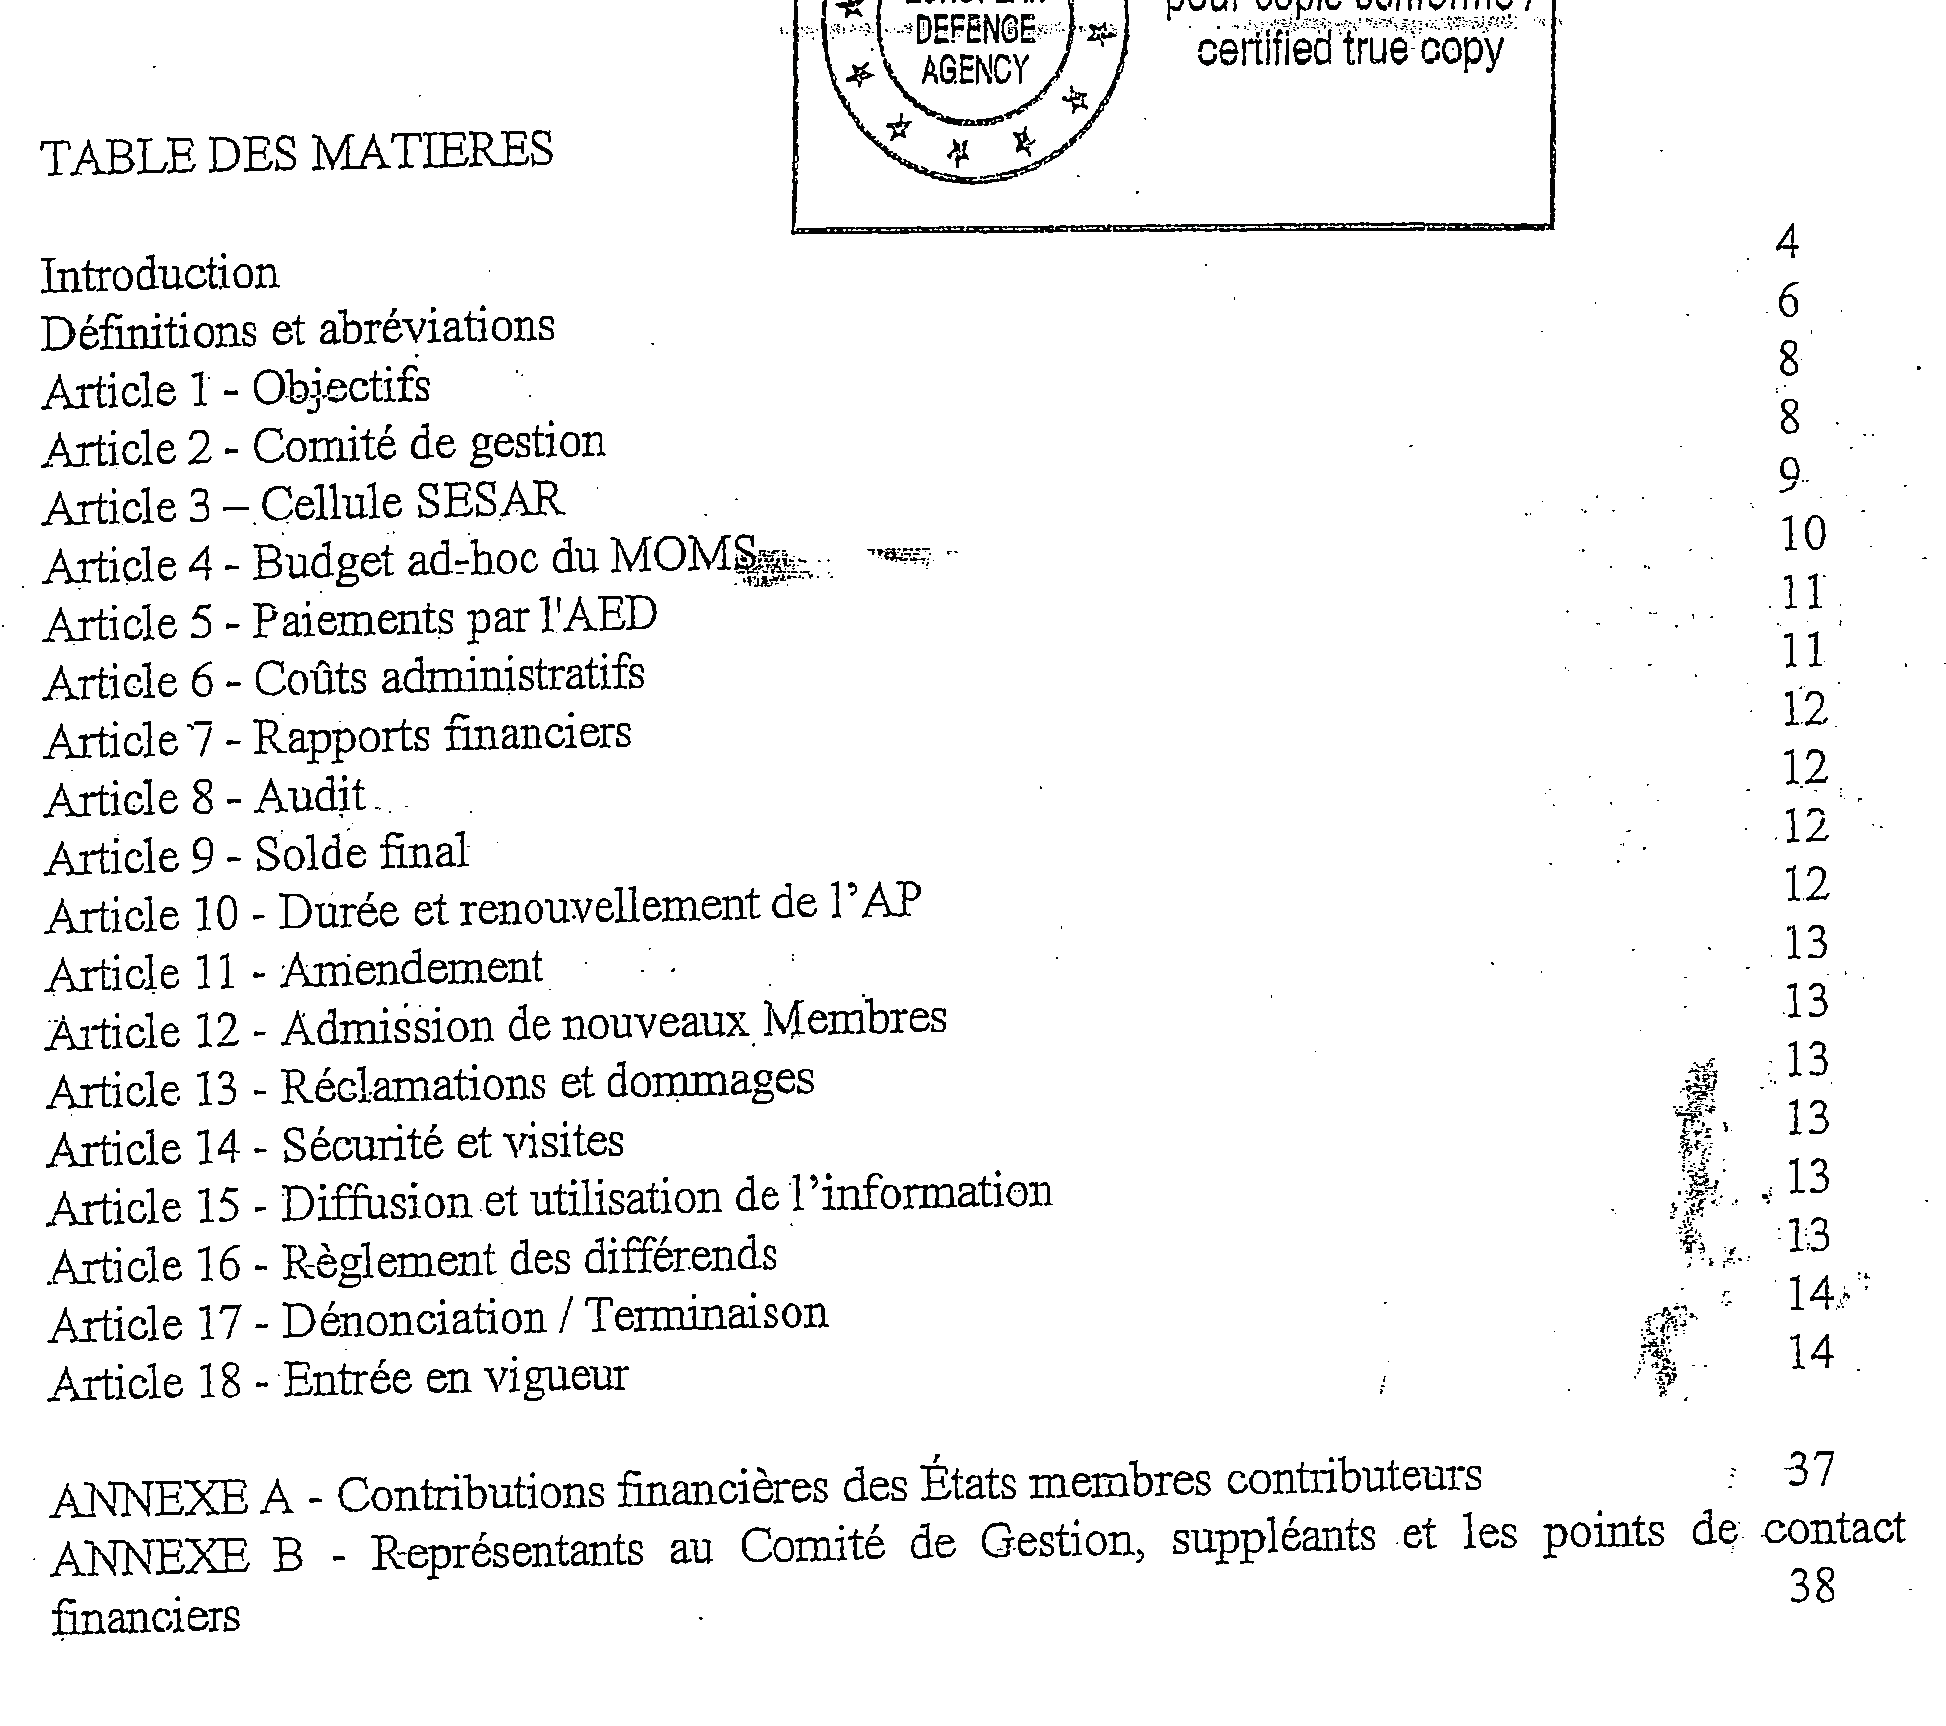 DEFENCE
AGENCY
certified true copy
TABLE DES MATIERES
Introduction 4
Définitions et abréviations 6
Article 1 - Objectifs 8
Article 2 - Comité de gestion 8
Article 3 – Cellule SESAR 9
Article 4 - Budget ad-hoc du MOMS 10
Article 5 - Paiements par l'AED 11
Article 6 - Coûts administratifs 11
Article 7 - Rapports financiers 12
Article 8 - Audit 12
Article 9 - Solde final 12
Article 10 - Durée et renouvellement de l'AP 12
Article 11 - Amendement 13
Article 12 - Admission de nouveaux Membres 13
Article 13 - Réclamations et dommages 13
Article 14 - Sécurité et visites 13
Article 15 - Diffusion et utilisation de l'information 13
Article 16 - Règlement des différends 13
Article 17 - Dénonciation / Terminaison 14
Article 18 - Entrée en vigueur 14
ANNEXE A - Contributions financières des États membres contributeurs 37
ANNEXE B - Représentants au Comité de Gestion, suppléants et les points de contact
financiers 38